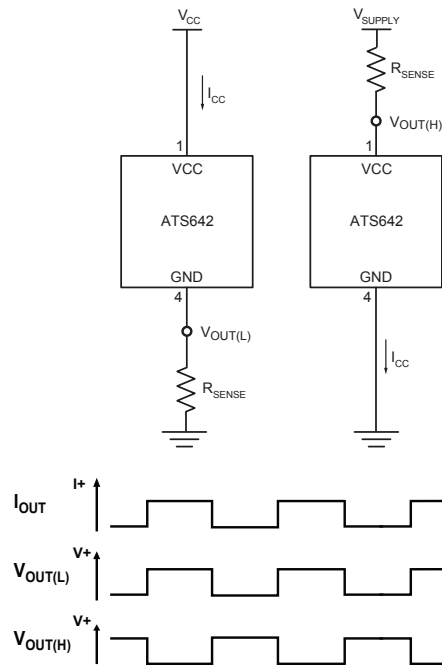 VCC
VSUPPLY
RSENSE
ICC
VOUT(H)
1
1
VCC
VCC
ATS642
ATS642
GND
GND
4
4
VOUT(L)
ICC
RSENSE
I+
IOUT
V+
VOUT(L)
V+
VOUT(H)